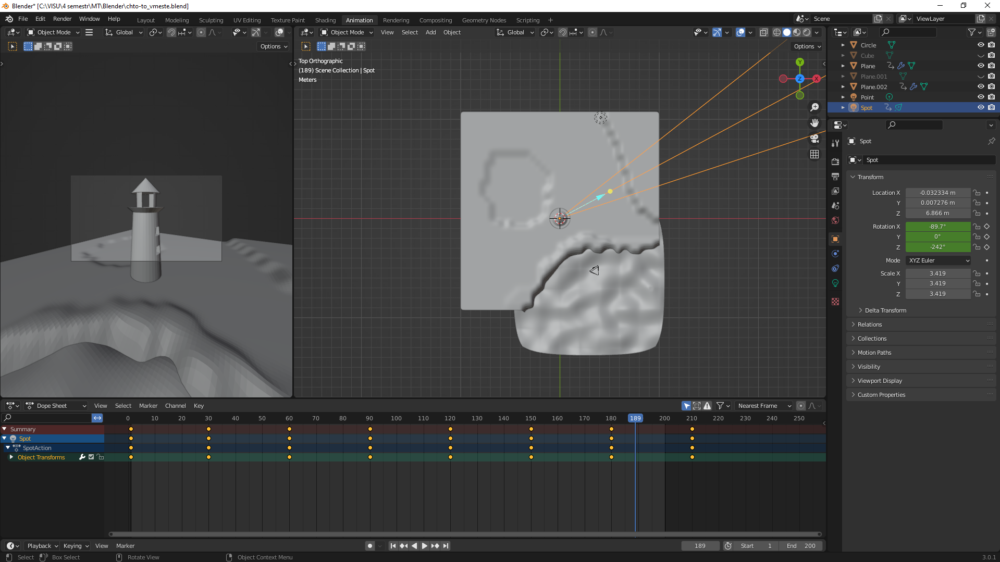 Blender* [C:\VISU\4 semestr\MT\Blender\chto-to_vmeste.blend]
File Edit Render Window Help Layout Modeling Sculpting UV Editing Texture Paint Shading Animation Rendering Compositing Geometry Nodes Scripting + Scene ViewLayer
Object Mode Global Object Mode View Select Add Object Global
Options Options
Top Orthographic
(189) Scene Collection | Spot
Meters
Y
Z
X
Circle
Cube
Plane
Plane.001
Plane.002
Point
Spot
Spot
Spot
Transform
Location X -0.032334 m
Y 0.007276 m
Z 6.866 m
Rotation X -89.7°
Y 0°
Z -242°
Mode XYZ Euler
Scale X 3.419
Y 3.419
Z 3.419
Delta Transform
Relations
Collections
Motion Paths
Visibility
Viewport Display
Custom Properties
Dope Sheet View Select Marker Channel Key Nearest Frame
0 10 20 30 40 50 60 70 80 90 100 110 120 130 140 150 160 170 180 189 200 210 220 230 240 250
Summary
Spot
SpotAction
Object Transforms
Playback Keying View Marker 189 Start 1 End 200
Select Box Select Rotate View Object Context Menu 3.0.1